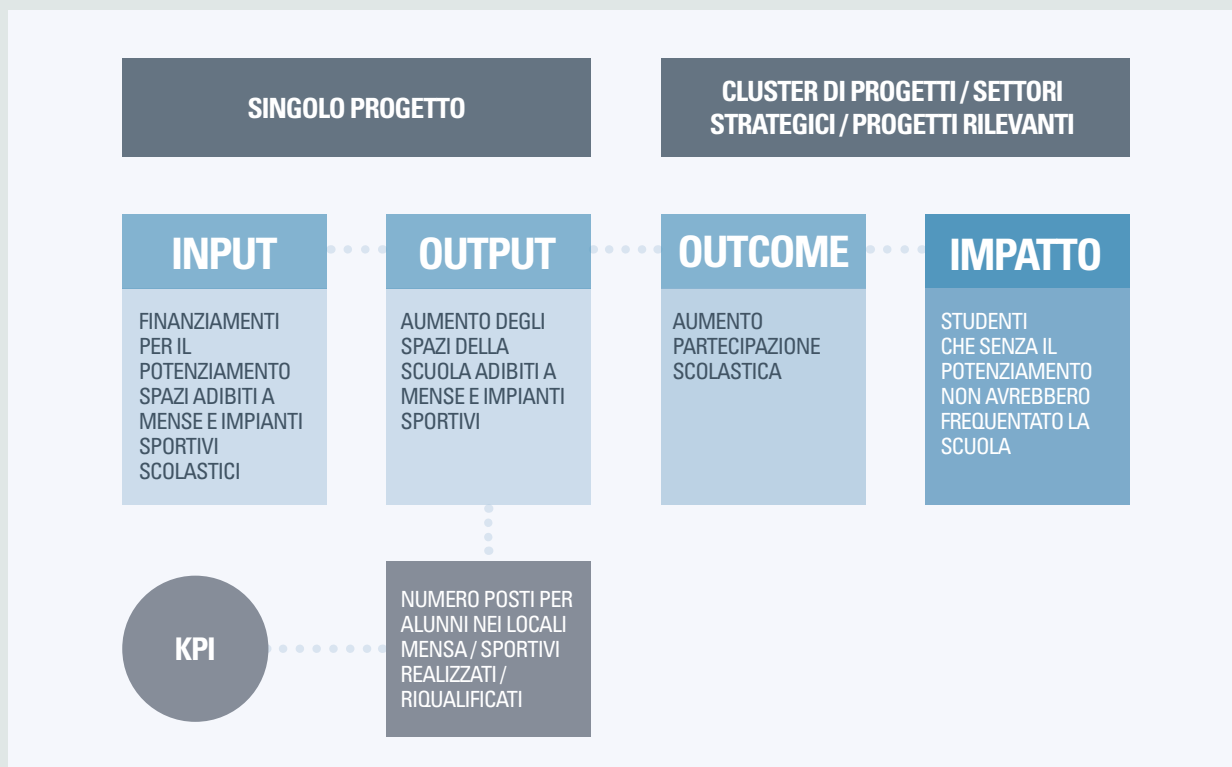 SINGOLO PROGETTO
CLUSTER DI PROGETTI / SETTORI
STRATEGICI / PROGETTI RILEVANTI
INPUT
FINANZIAMENTI
PER IL
POTENZIAMENTO
SPAZI ADIBITI A
MENSE E IMPIANTI
SPORTIVI
SCOLASTICI
OUTPUT
AUMENTO DEGLI
SPAZI DELLA
SCUOLA ADIBITI A
MENSE E IMPIANTI
SPORTIVI
OUTCOME
AUMENTO
PARTECIPAZIONE
SCOLASTICA
IMPATTO
STUDENTI
CHE SENZA IL
POTENZIAMENTO
NON AVREBBERO
FREQUENTATO LA
SCUOLA
KPI
NUMERO POSTI PER
ALUNNI NEI LOCALI
MENSA / SPORTIVI
REALIZZATI /
RIQUALIFICATI